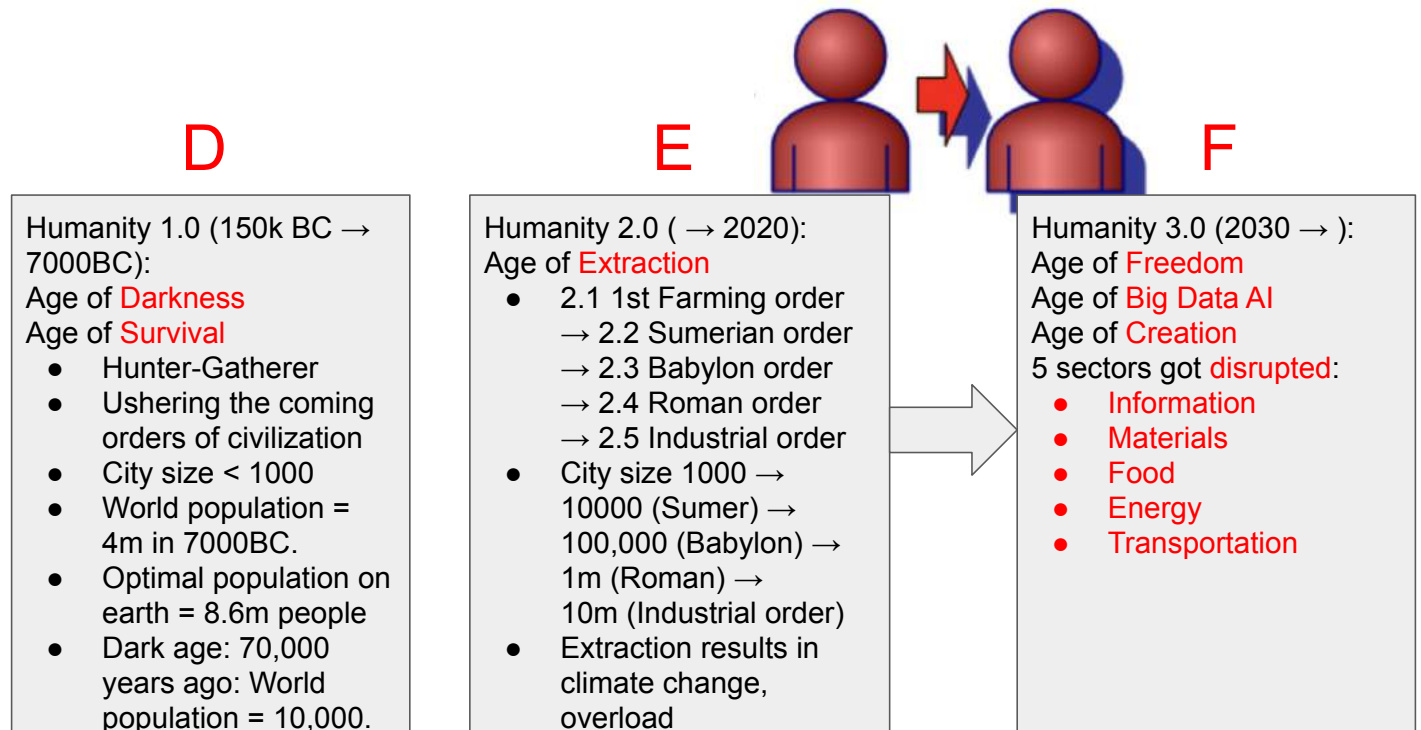 D
Humanity 1.0 (150k BC →
7000BC):
Age of Darkness
Age of Survival
● Hunter-Gatherer
● Ushering the coming
orders of civilization
● City size < 1000
● World population =
4m in 7000BC.
● Optimal population on
earth = 8.6m people
● Dark age: 70,000
years ago: World
population = 10,000.
E
Humanity 2.0 ( → 2020):
Age of Extraction
● 2.1 1st Farming order
→ 2.2 Sumerian order
→ 2.3 Babylon order
→ 2.4 Roman order
→ 2.5 Industrial order
● City size 1000 →
10000 (Sumer) →
100,000 (Babylon) →
1m (Roman) →
10m (Industrial order)
● Extraction results in
climate change,
overload
F
Humanity 3.0 (2030 → ):
Age of Freedom
Age of Big Data AI
Age of Creation
5 sectors got disrupted:
● Information
● Materials
● Food
● Energy
● Transportation